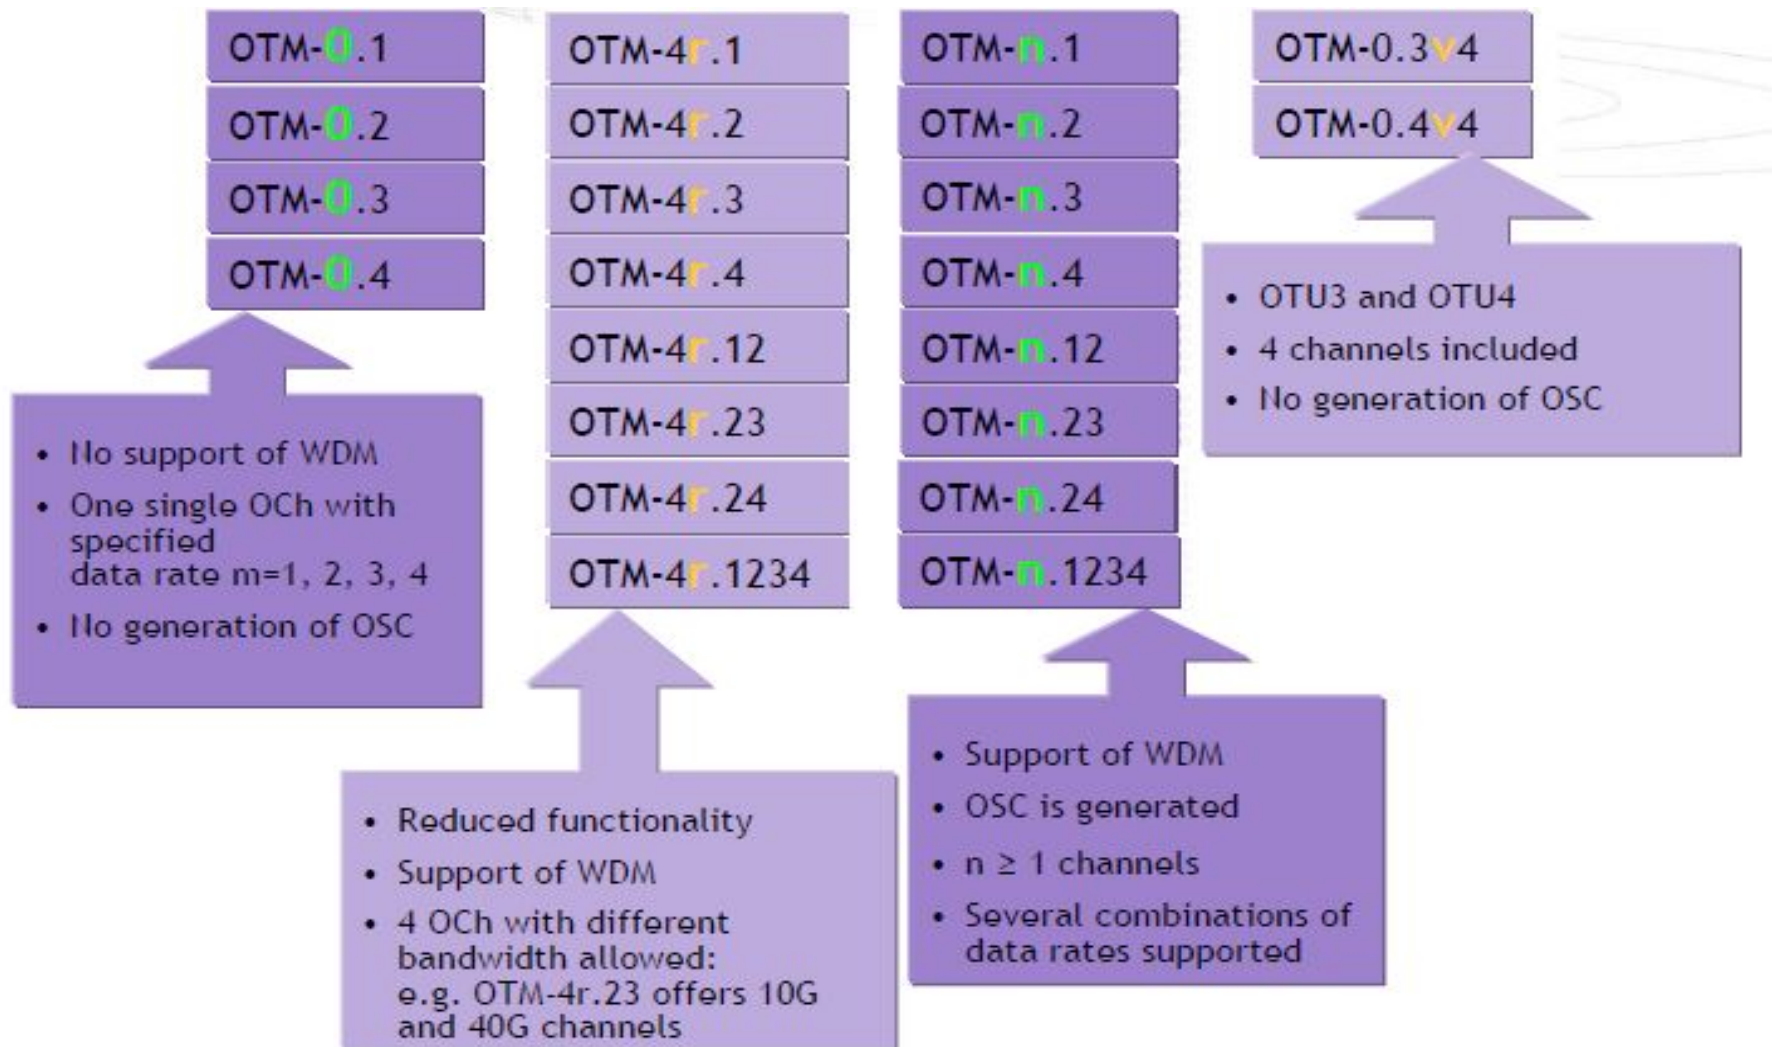 OTM-0.1
OTM-0.2
OTM-0.3
OTM-0.4
• No support of WDM
• One single OCh with
specified
data rate m=1, 2, 3, 4
• No generation of OSC
OTM-4r.1
OTM-4r.2
OTM-4r.3
OTM-4r.4
OTM-4r.12
OTM-4r.23
OTM-4r.24
OTM-4r.1234
• Reduced functionality
• Support of WDM
• 4 OCh with different
bandwidth allowed:
e.g. OTM-4r.23 offers 10G
and 40G channels
OTM-n.1
OTM-n.2
OTM-n.3
OTM-n.4
OTM-n.12
OTM-n.23
OTM-n.24
OTM-n.1234
• Support of WDM
• OSC is generated
• n ≥ 1 channels
• Several combinations of
data rates supported
OTM-0.3v4
OTM-0.4v4
• OTU3 and OTU4
• 4 channels included
• No generation of OSC